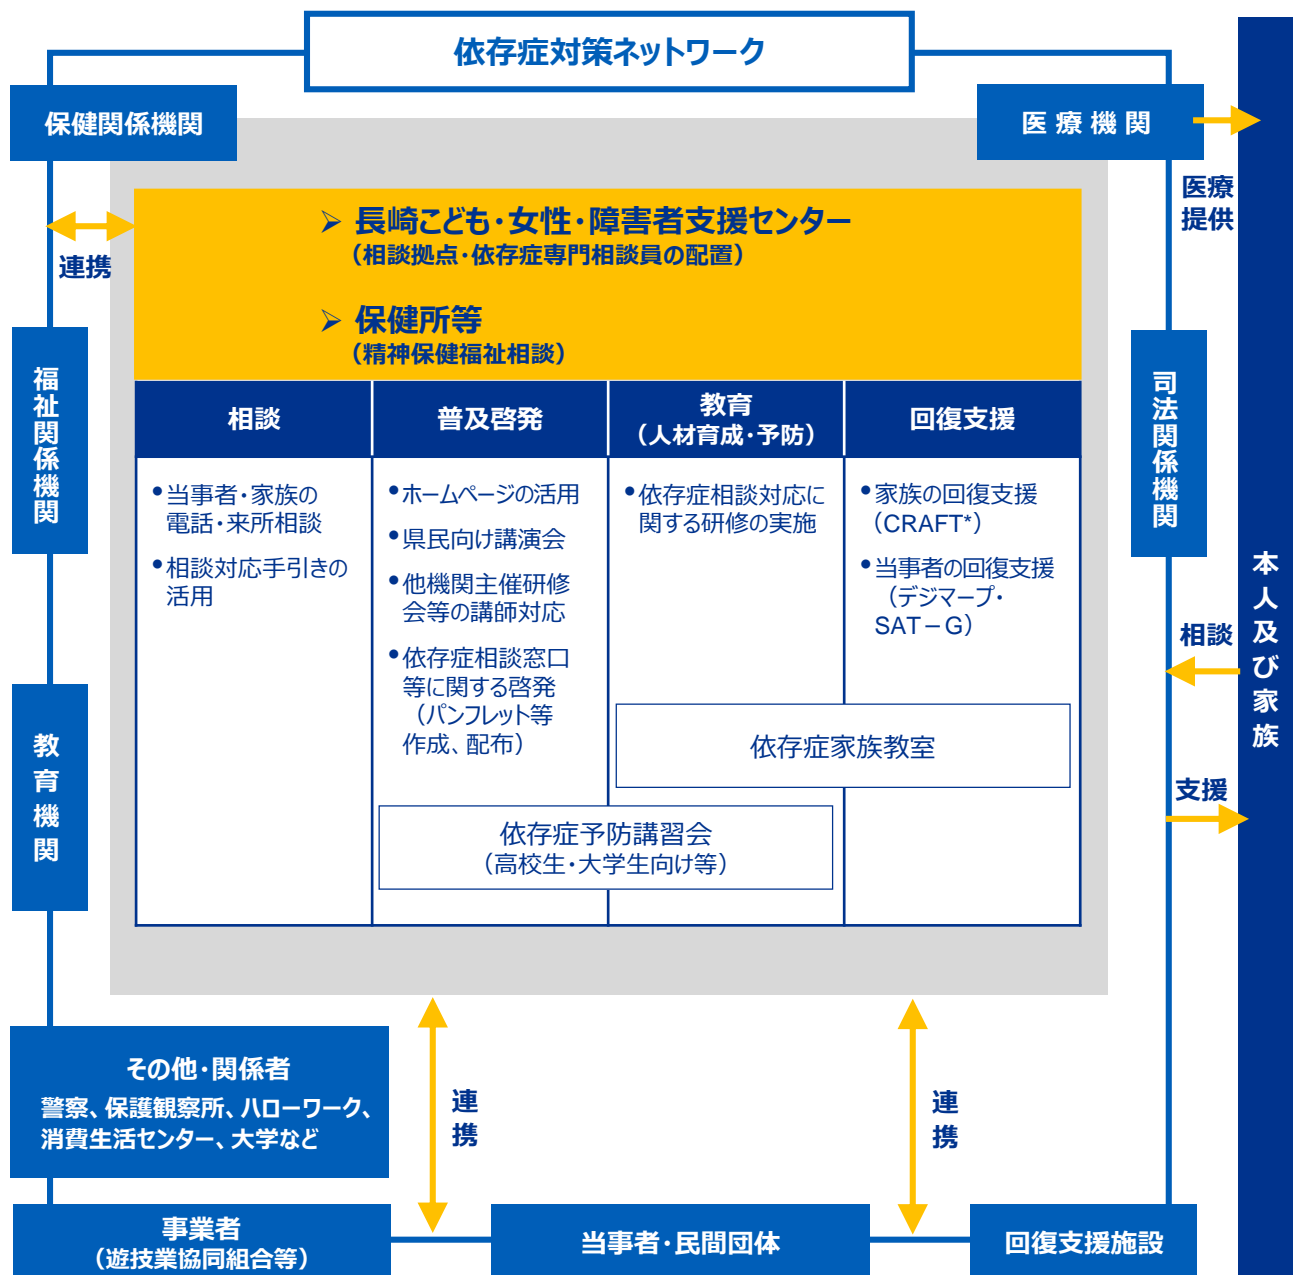 依存症対策ネットワーク
保健関係機関
医療機関
医療
提供
連携
➢ 長崎こども・女性・障害者支援センター
（相談拠点・依存症専門相談員の配置）
➢ 保健所等
（精神保健福祉相談）
福祉関係機関
司法関係機関
相談
普及啓発
教育
（人材育成・予防）
回復支援
•当事者・家族の
電話・来所相談
•相談対応手引きの
活用
•ホームページの活用
•県民向け講演会
•他機関主催研修
会等の講師対応
•依存症相談窓口
等に関する啓発
（パンフレット等
作成、配布）
•依存症相談対応に
関する研修の実施
•家族の回復支援
（CRAFT*）
•当事者の回復支援
（デジマープ・
SAT－G）
依存症家族教室
依存症予防講習会
（高校生・大学生向け等）
本人及び家族
相談
支援
教育機関
その他・関係者
警察、保護観察所、ハローワーク、
消費生活センター、大学など
連携
連携
事業者
（遊技業協同組合等）
当事者・民間団体
回復支援施設